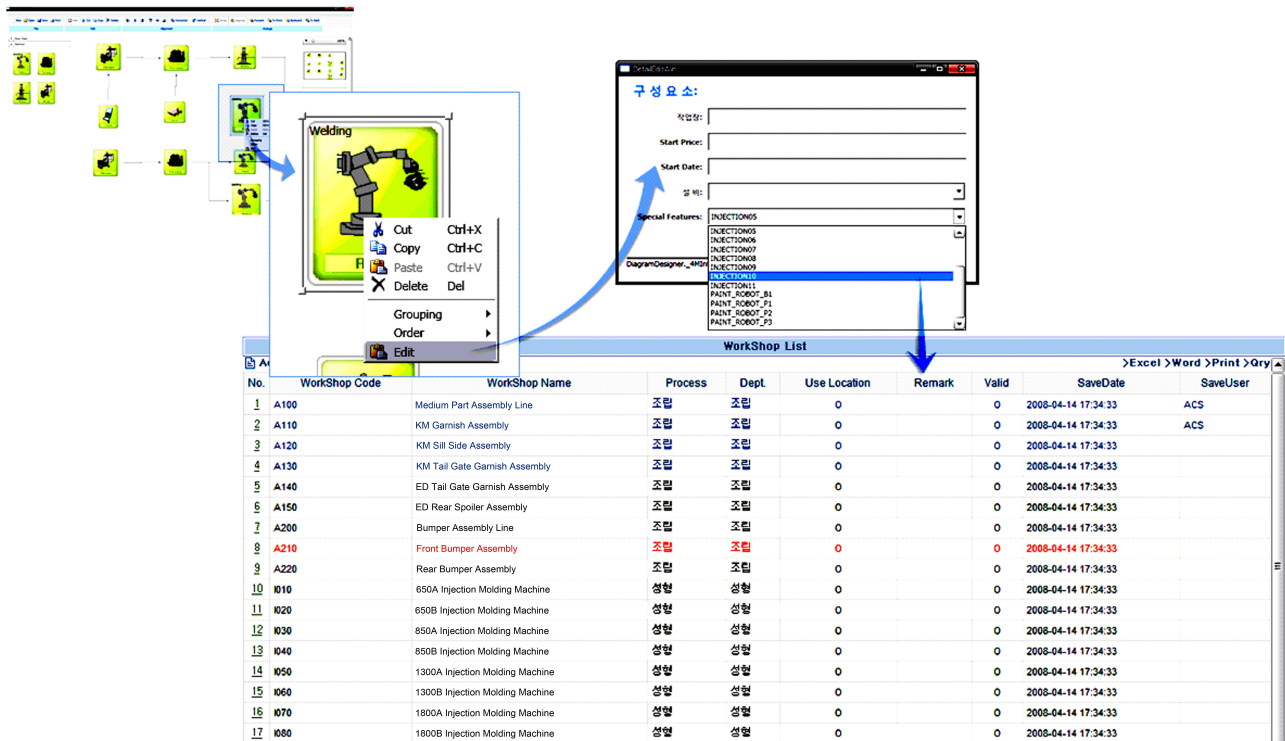 Welding
Cut Ctrl+X
Copy Ctrl+C
Paste Ctrl+V
Delete Del
Grouping
Order
Edit
구성요소:
작업장:
Start Price:
Start Date:
설 비:
Special Features: INJECTION05
INJECTION05
INJECTION06
INJECTION07
INJECTION08
INJECTION09
INJECTION10
INJECTION11
PAINT_ROBOT_B1
PAINT_ROBOT_P1
PAINT_ROBOT_P2
PAINT_ROBOT_P3
WorkShop List
>Excel >Word >Print >Qry
No. WorkShop Code WorkShop Name Process Dept. Use Location Remark Valid SaveDate SaveUser
1 A100 Medium Part Assembly Line 조립 조립 O O 2008-04-14 17:34:33 ACS
2 A110 KM Garnish Assembly 조립 조립 O O 2008-04-14 17:34:33 ACS
3 A120 KM Sill Side Assembly 조립 조립 O O 2008-04-14 17:34:33
4 A130 KM Tail Gate Garnish Assembly 조립 조립 O O 2008-04-14 17:34:33
5 A140 ED Tail Gate Garnish Assembly 조립 조립 O O 2008-04-14 17:34:33
6 A150 ED Rear Spoiler Assembly 조립 조립 O O 2008-04-14 17:34:33
7 A200 Bumper Assembly Line 조립 조립 O O 2008-04-14 17:34:33
8 A210 Front Bumper Assembly 조립 조립 O O 2008-04-14 17:34:33
9 A220 Rear Bumper Assembly 조립 조립 O O 2008-04-14 17:34:33
10 I010 650A Injection Molding Machine 성형 성형 O O 2008-04-14 17:34:33
11 I020 650B Injection Molding Machine 성형 성형 O O 2008-04-14 17:34:33
12 I030 850A Injection Molding Machine 성형 성형 O O 2008-04-14 17:34:33
13 I040 850B Injection Molding Machine 성형 성형 O O 2008-04-14 17:34:33
14 I050 1300A Injection Molding Machine 성형 성형 O O 2008-04-14 17:34:33
15 I060 1300B Injection Molding Machine 성형 성형 O O 2008-04-14 17:34:33
16 I070 1800A Injection Molding Machine 성형 성형 O O 2008-04-14 17:34:33
17 I080 1800B Injection Molding Machine 성형 성형 O O 2008-04-14 17:34:33